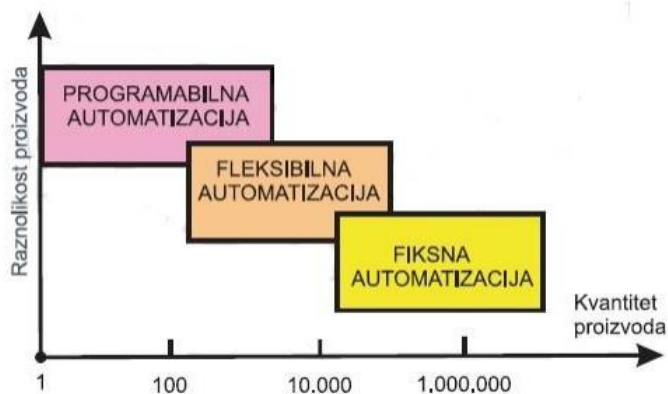 Raznolikost proizvoda
PROGRAMABILNA
AUTOMATIZACIJA
FLEKSIBILNA
AUTOMATIZACIJA
FIKSNA
AUTOMATIZACIJA
Kvantitet
proizvoda
1
100
10.000
1,000,000